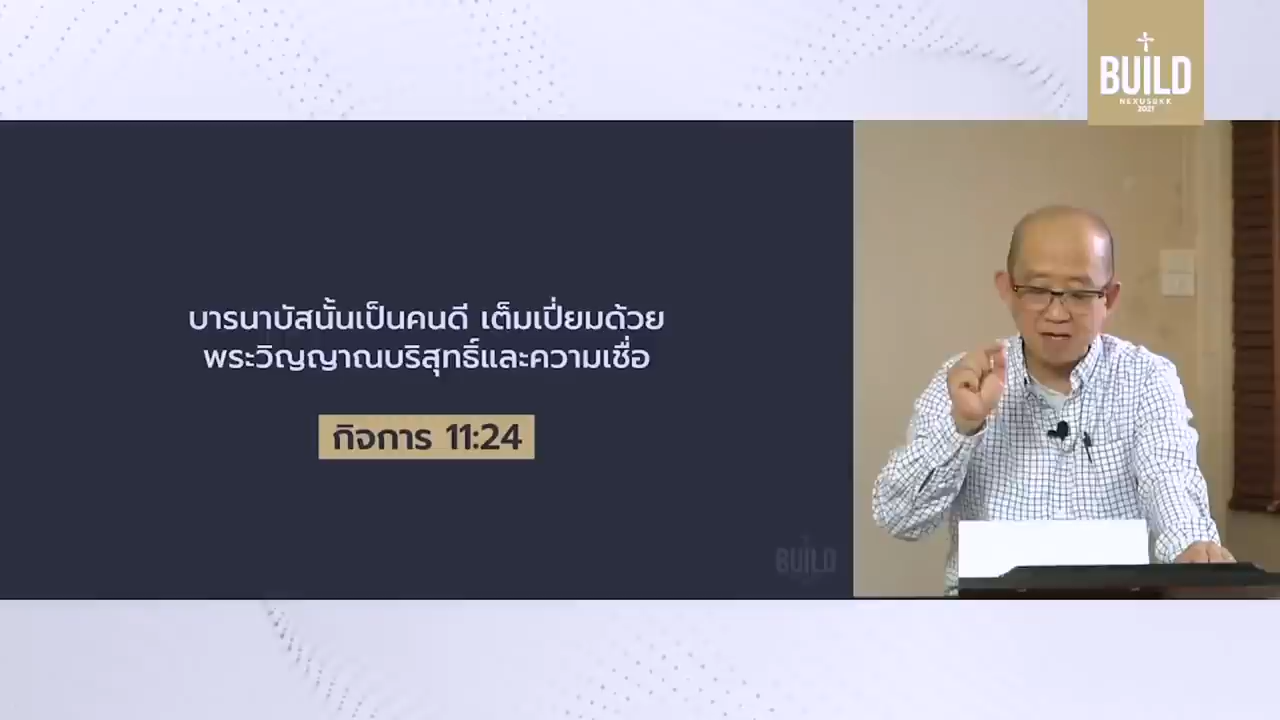 BUILD
NEXUSBKK
2021
บารนาบัสนั้นเป็นคนดี เต็มเปี่ยมด้วย
พระวิญญาณบริสุทธิ์และความเชื่อ
กิจการ 11:24
BUILD